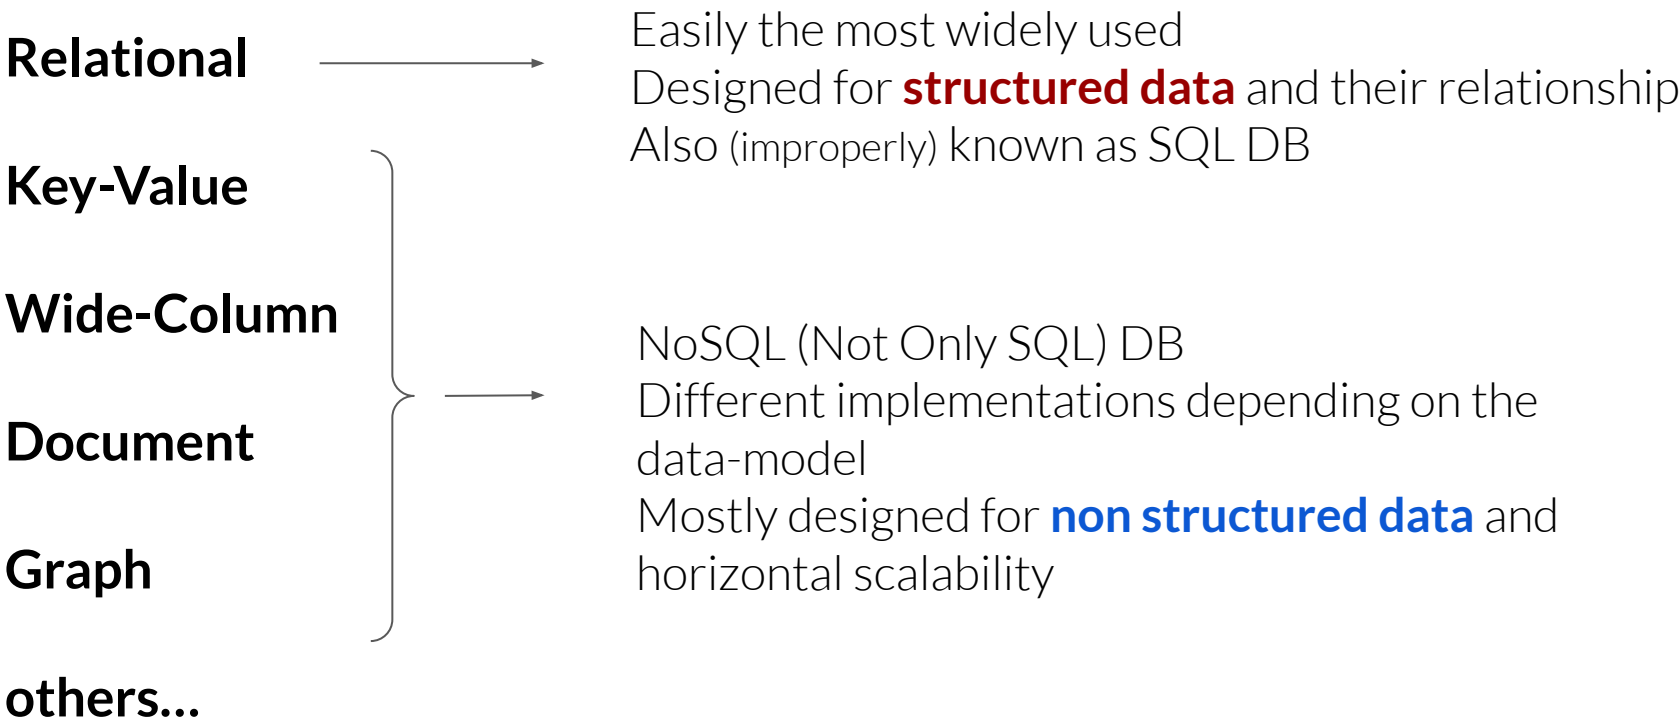 Relational
Easily the most widely used
Designed for structured data and their relationship
Also (improperly) known as SQL DB
Key-Value
Wide-Column
Document
Graph
NoSQL (Not Only SQL) DB
Different implementations depending on the
data-model
Mostly designed for non structured data and
horizontal scalability
others...